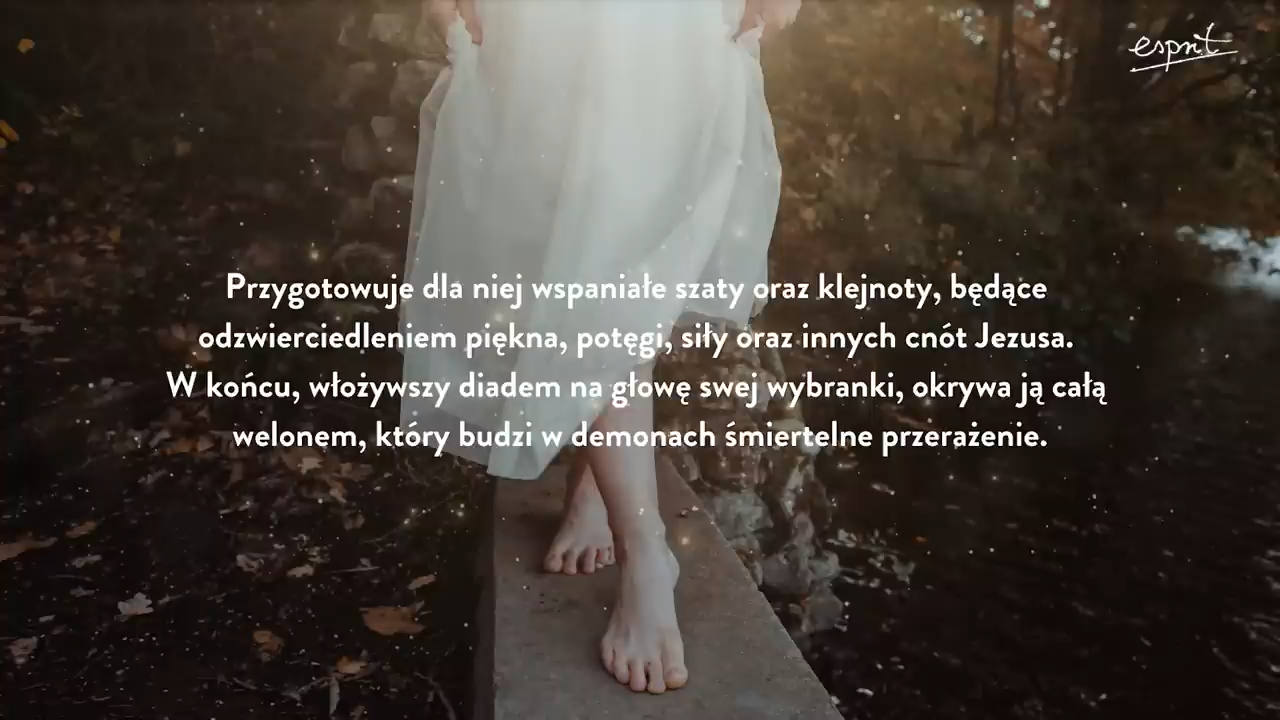 esprit
Przygotowuje dla niej wspaniałe szaty oraz klejnoty, będące
odzwierciedleniem piękna, potęgi, siły oraz innych cnót Jezusa.
W końcu, włożywszy diadem na głowę swej wybranki, okrywa ją całą
welonem, który budzi w demonach śmiertelne przerażenie.